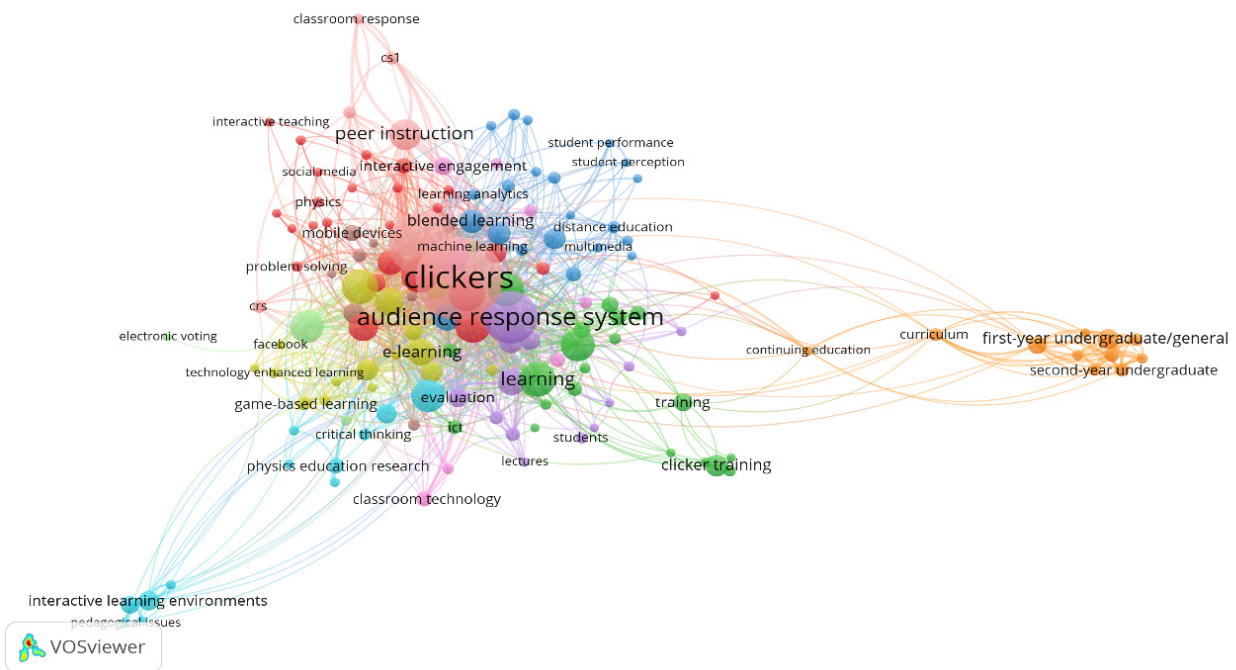 classroom response
cs1
interactive teaching
peer instruction
student performance
student perception
social media
interactive engagement
learning analytics
physics
blended learning
distance education
mobile devices
machine learning
multimedia
problem solving
clickers
crs
audience response system
electronic voting
facebook
e-learning
continuing education
curriculum
first-year undergraduate/general
second-year undergraduate
technology enhanced learning
learning
game-based learning
evaluation
training
critical thinking
ict
students
physics education research
lectures
clicker training
classroom technology
interactive learning environments
pedagogical issues
VOSviewer